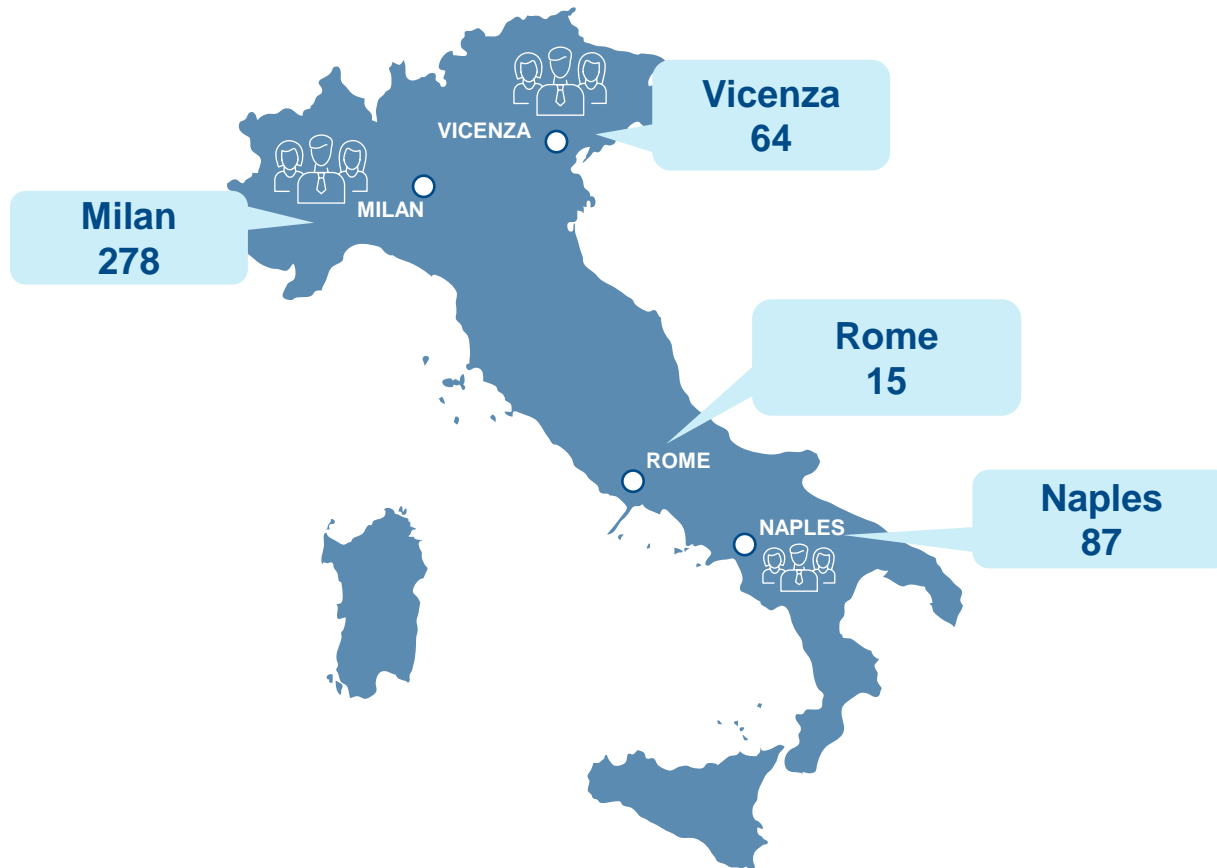 Vicenza
64
VICENZA
MILAN
Milan
278
Rome
15
ROME
Naples
87
NAPLES